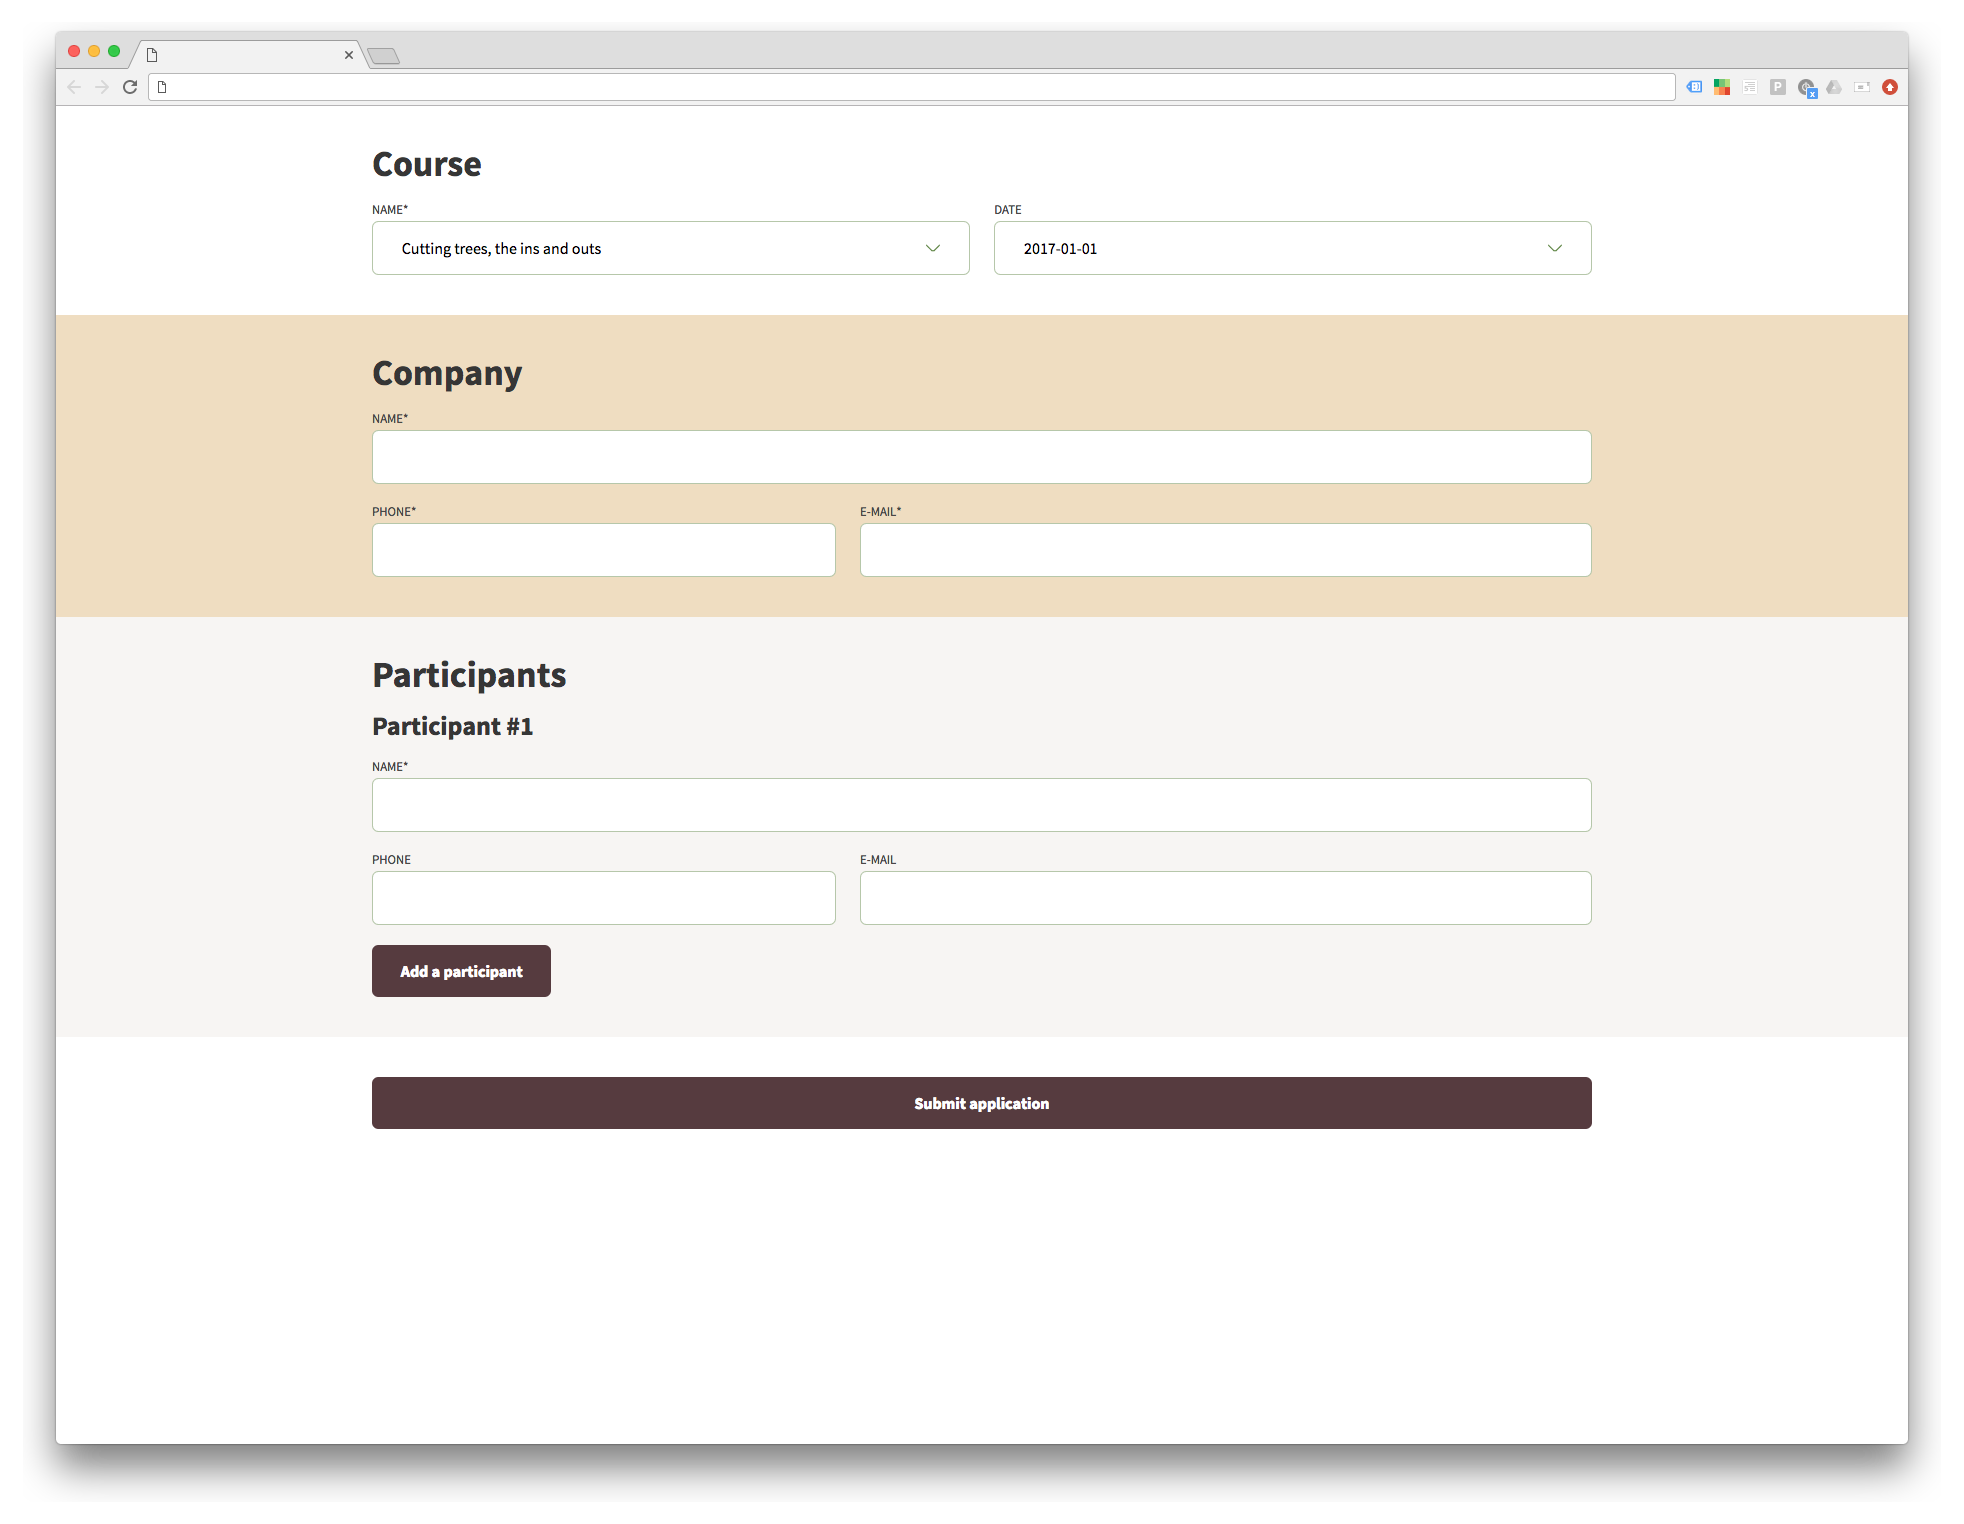 Course
NAME* DATE
Cutting trees, the ins and outs 2017-01-01
Company
NAME*
PHONE* E-MAIL*
Participants
Participant #1
NAME*
PHONE E-MAIL
Add a participant
Submit application